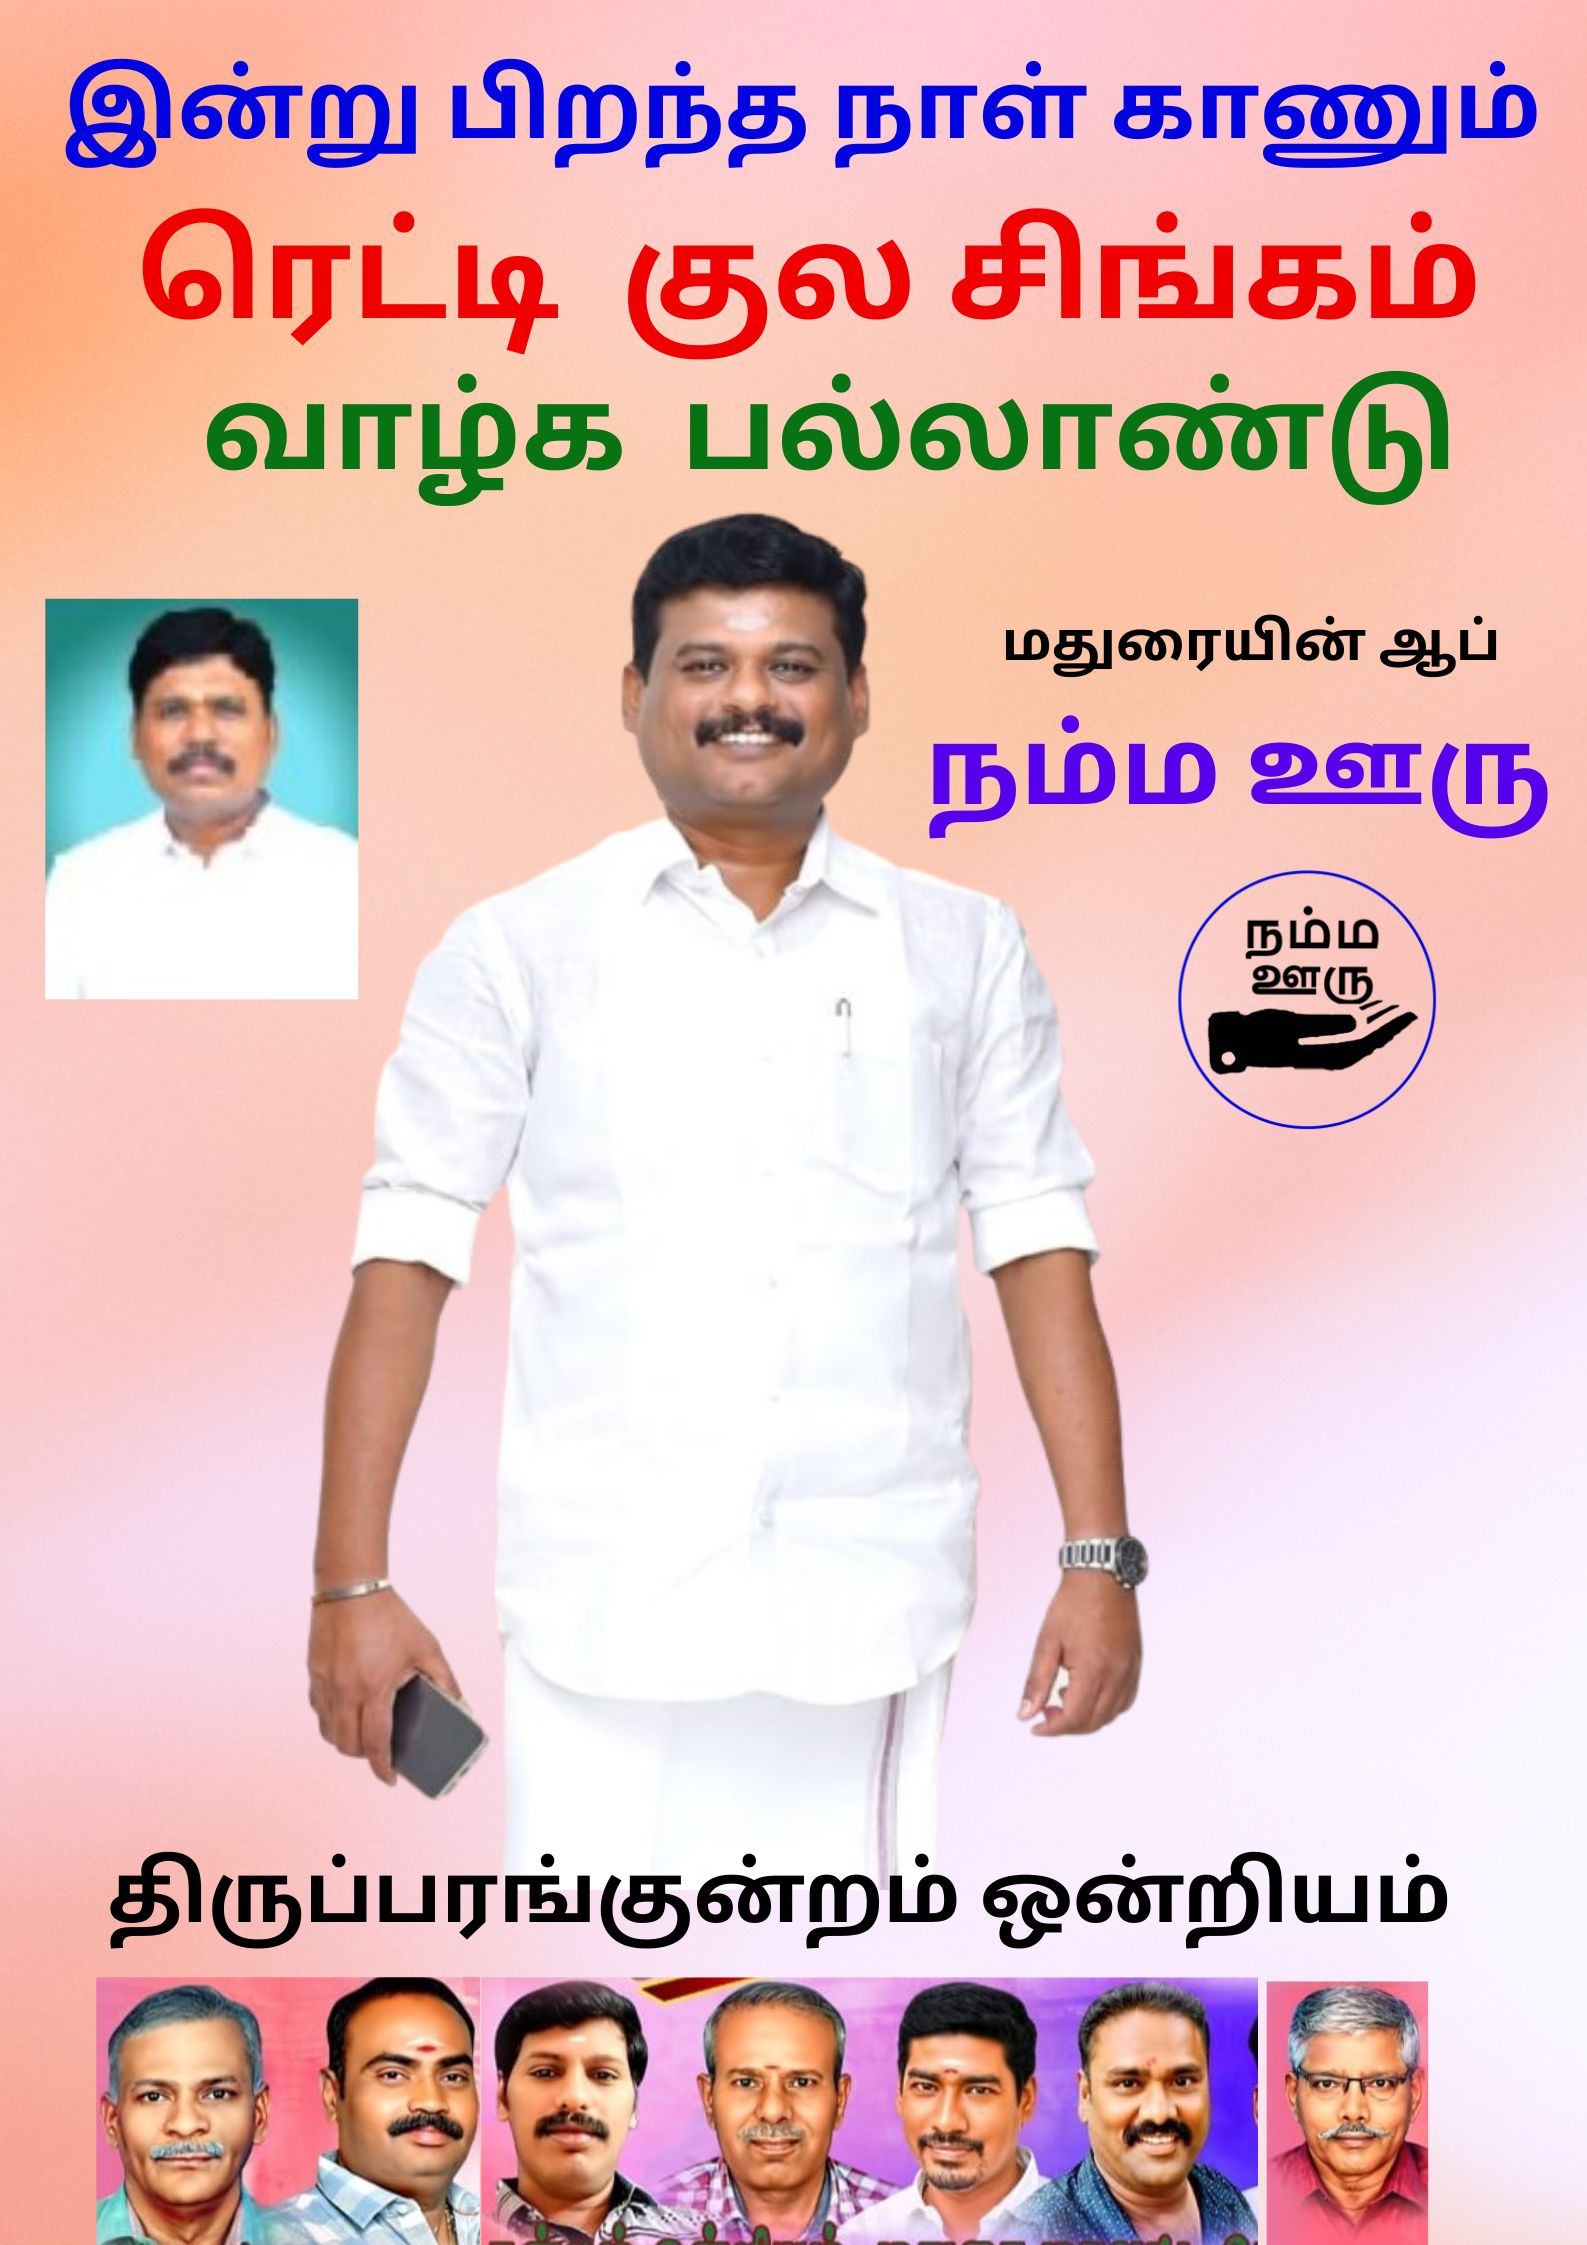 இன்று பிறந்த நாள் காணும்
ரெட்டி குல சிங்கம்
வாழ்க பல்லாண்டு
மதுரையின் ஆப்
நம்ம ஊரு
நம்ம
ஊரு
திருப்பரங்குன்றம் ஒன்றியம்